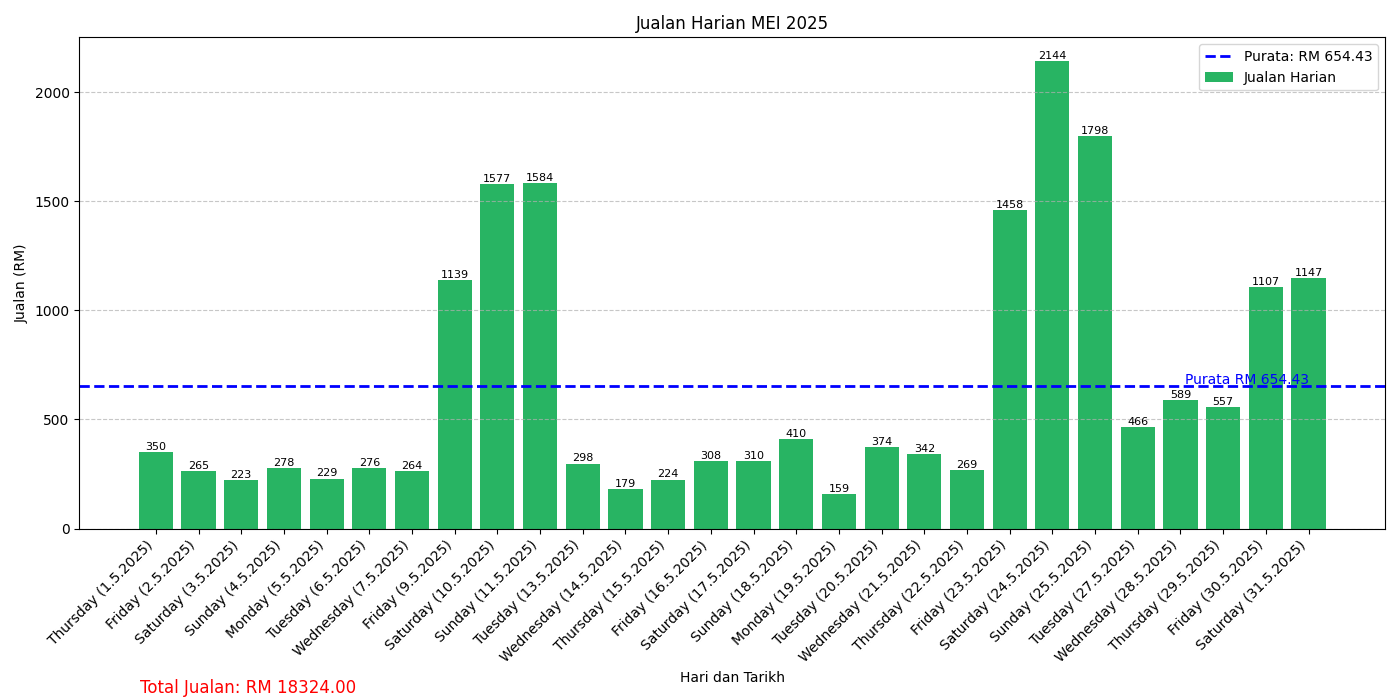 Jualan Harian MEI 2025
Purata: RM 654.43
Jualan Harian
Jualan (RM)
2000
1500
1000
500
0
350
265
223
278
229
276
264
1139
1577
1584
298
179
224
308
310
410
159
374
342
269
1458
2144
1798
466
589
557
1107
1147
Purata RM 654.43
Thursday (1.5.2025)
Friday (2.5.2025)
Saturday (3.5.2025)
Sunday (4.5.2025)
Monday (5.5.2025)
Tuesday (6.5.2025)
Wednesday (7.5.2025)
Friday (9.5.2025)
Saturday (10.5.2025)
Sunday (11.5.2025)
Tuesday (13.5.2025)
Wednesday (14.5.2025)
Thursday (15.5.2025)
Friday (16.5.2025)
Saturday (17.5.2025)
Sunday (18.5.2025)
Monday (19.5.2025)
Tuesday (20.5.2025)
Wednesday (21.5.2025)
Thursday (22.5.2025)
Friday (23.5.2025)
Saturday (24.5.2025)
Sunday (25.5.2025)
Tuesday (27.5.2025)
Wednesday (28.5.2025)
Thursday (29.5.2025)
Friday (30.5.2025)
Saturday (31.5.2025)
Hari dan Tarikh
Total Jualan: RM 18324.00